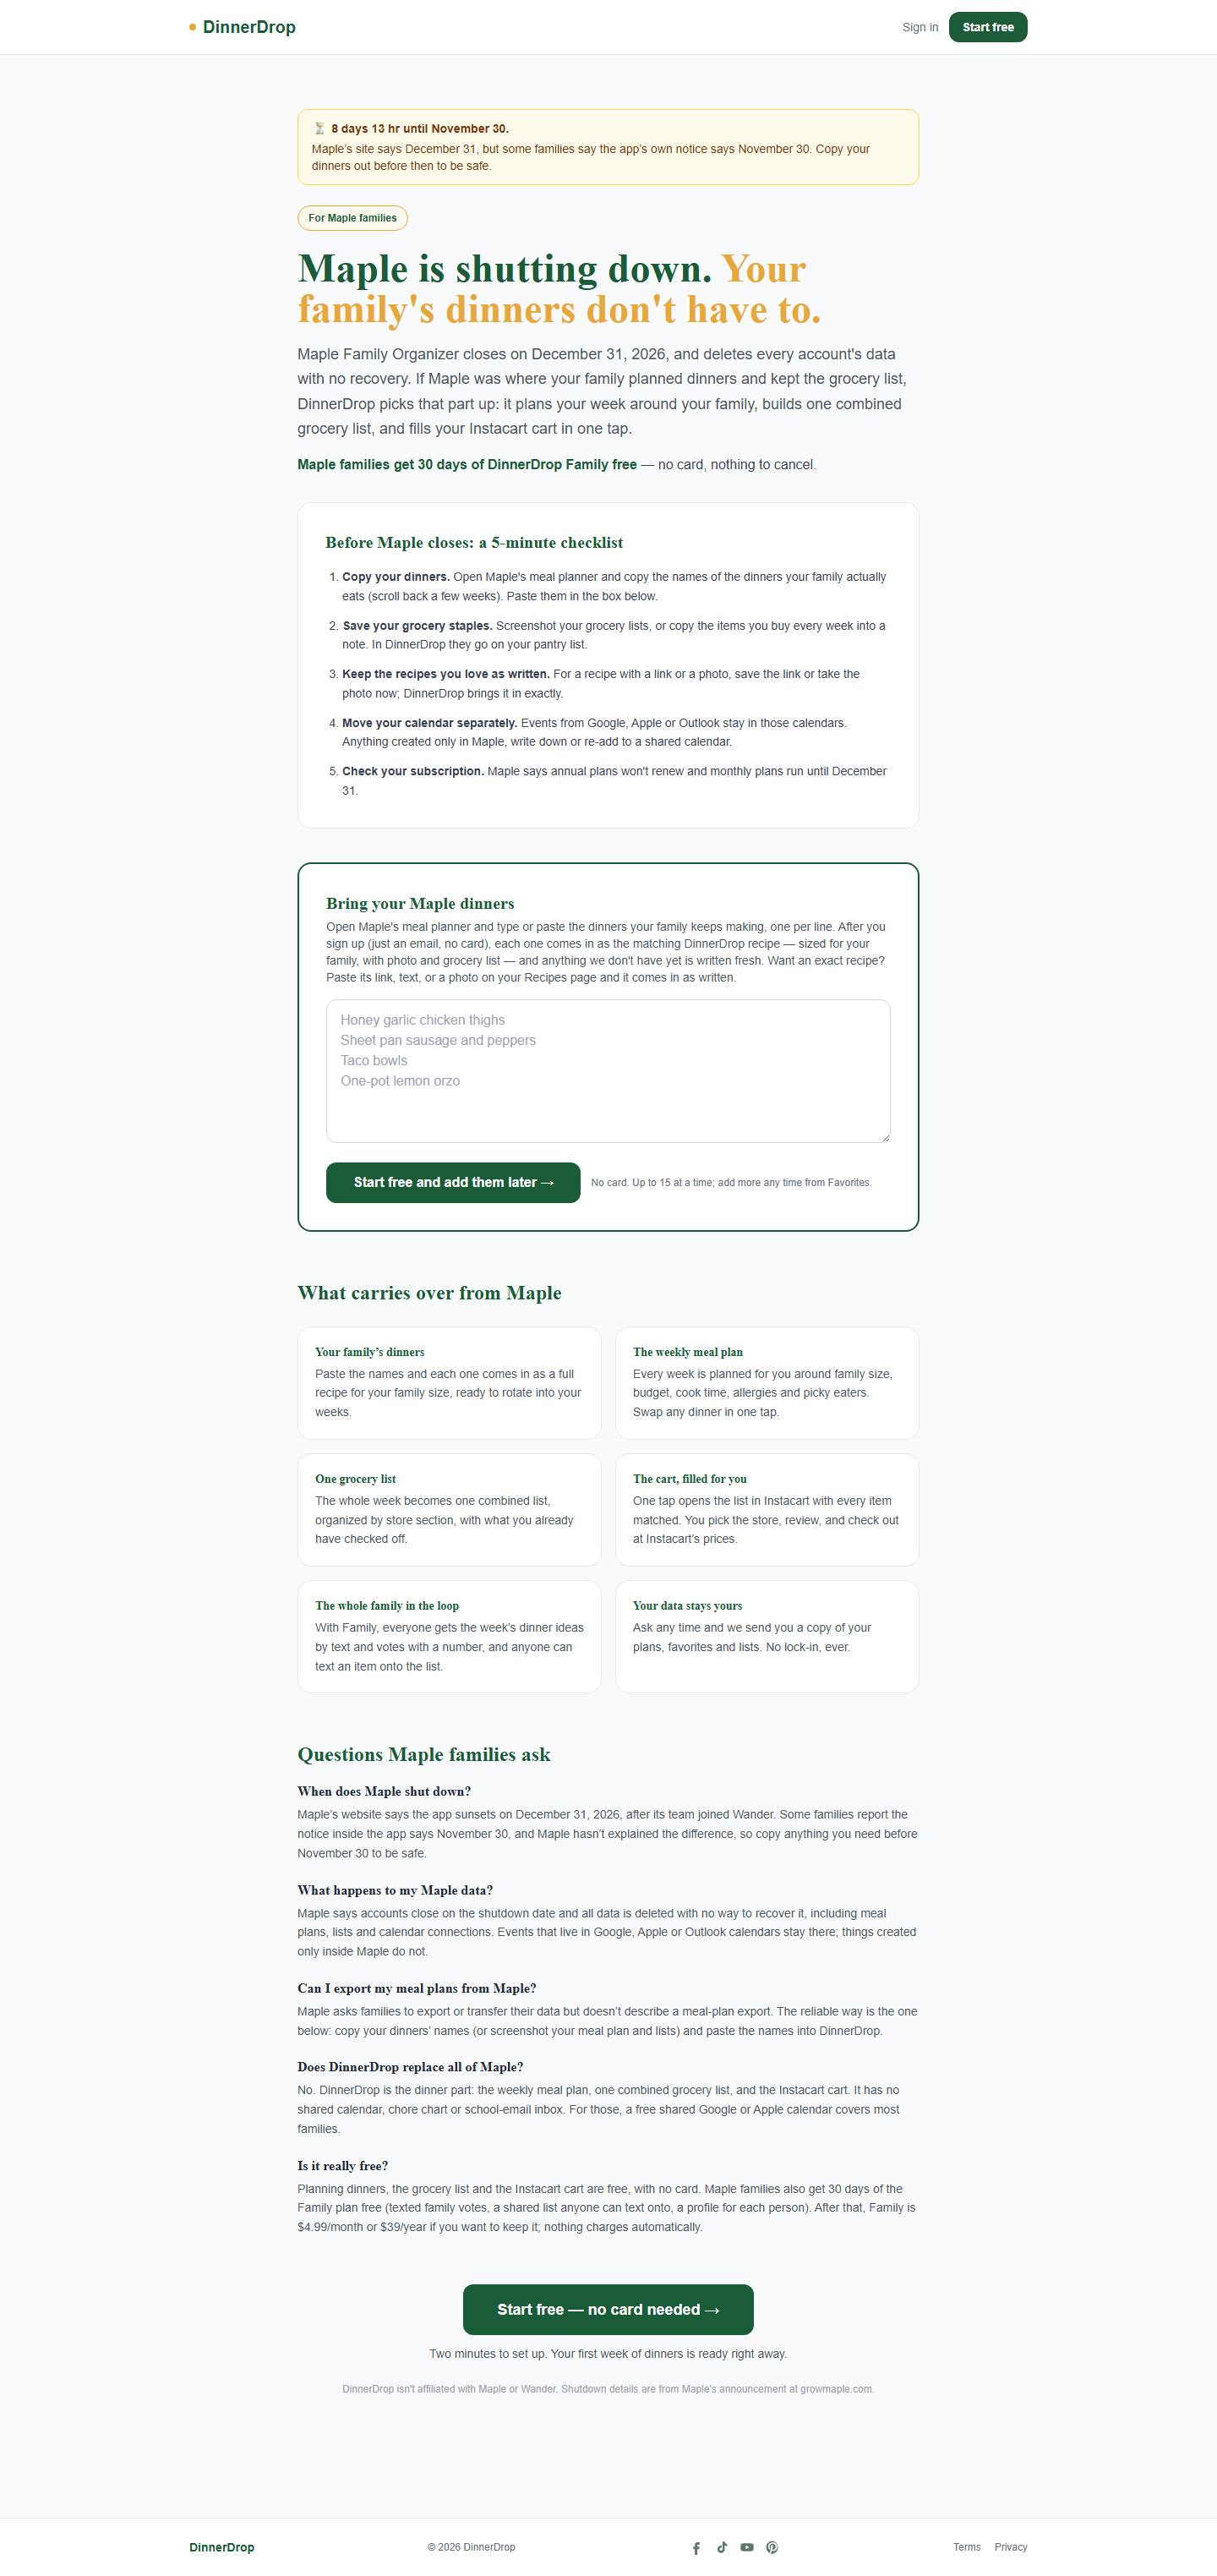 DinnerDrop
Sign in
Start free
⏳ 8 days 13 hr until November 30.
Maple’s site says December 31, but some families say the app’s own notice says November 30. Copy your
dinners out before then to be safe.
For Maple families
Maple is shutting down. Your
family's dinners don't have to.
Maple Family Organizer closes on December 31, 2026, and deletes every account's data
with no recovery. If Maple was where your family planned dinners and kept the grocery list,
DinnerDrop picks that part up: it plans your week around your family, builds one combined
grocery list, and fills your Instacart cart in one tap.
Maple families get 30 days of DinnerDrop Family free — no card, nothing to cancel.
Before Maple closes: a 5-minute checklist
1. Copy your dinners. Open Maple's meal planner and copy the names of the dinners your family actually
eats (scroll back a few weeks). Paste them in the box below.
2. Save your grocery staples. Screenshot your grocery lists, or copy the items you buy every week into a
note. In DinnerDrop they go on your pantry list.
3. Keep the recipes you love as written. For a recipe with a link or a photo, save the link or take the
photo now; DinnerDrop brings it in exactly.
4. Move your calendar separately. Events from Google, Apple or Outlook stay in those calendars.
Anything created only in Maple, write down or re-add to a shared calendar.
5. Check your subscription. Maple says annual plans won't renew and monthly plans run until December
31.
Bring your Maple dinners
Open Maple's meal planner and type or paste the dinners your family keeps making, one per line. After you
sign up (just an email, no card), each one comes in as the matching DinnerDrop recipe — sized for your
family, with photo and grocery list — and anything we don't have yet is written fresh. Want an exact recipe?
Paste its link, text, or a photo on your Recipes page and it comes in as written.
Honey garlic chicken thighs
Sheet pan sausage and peppers
Taco bowls
One-pot lemon orzo
Start free and add them later →
No card. Up to 15 at a time; add more any time from Favorites.
What carries over from Maple
Your family’s dinners
Paste the names and each one comes in as a full
recipe for your family size, ready to rotate into your
weeks.
The weekly meal plan
Every week is planned for you around family size,
budget, cook time, allergies and picky eaters.
Swap any dinner in one tap.
One grocery list
The whole week becomes one combined list,
organized by store section, with what you already
have checked off.
The cart, filled for you
One tap opens the list in Instacart with every item
matched. You pick the store, review, and check out
at Instacart’s prices.
The whole family in the loop
With Family, everyone gets the week’s dinner ideas
by text and votes with a number, and anyone can
text an item onto the list.
Your data stays yours
Ask any time and we send you a copy of your
plans, favorites and lists. No lock-in, ever.
Questions Maple families ask
When does Maple shut down?
Maple’s website says the app sunsets on December 31, 2026, after its team joined Wander. Some families report the
notice inside the app says November 30, and Maple hasn’t explained the difference, so copy anything you need before
November 30 to be safe.
What happens to my Maple data?
Maple says accounts close on the shutdown date and all data is deleted with no way to recover it, including meal
plans, lists and calendar connections. Events that live in Google, Apple or Outlook calendars stay there; things created
only inside Maple do not.
Can I export my meal plans from Maple?
Maple asks families to export or transfer their data but doesn’t describe a meal-plan export. The reliable way is the one
below: copy your dinners’ names (or screenshot your meal plan and lists) and paste the names into DinnerDrop.
Does DinnerDrop replace all of Maple?
No. DinnerDrop is the dinner part: the weekly meal plan, one combined grocery list, and the Instacart cart. It has no
shared calendar, chore chart or school-email inbox. For those, a free shared Google or Apple calendar covers most
families.
Is it really free?
Planning dinners, the grocery list and the Instacart cart are free, with no card. Maple families also get 30 days of the
Family plan free (texted family votes, a shared list anyone can text onto, a profile for each person). After that, Family is
$4.99/month or $39/year if you want to keep it; nothing charges automatically.
Start free — no card needed →
Two minutes to set up. Your first week of dinners is ready right away.
DinnerDrop isn't affiliated with Maple or Wander. Shutdown details are from Maple's announcement at growmaple.com.
DinnerDrop
© 2026 DinnerDrop
Terms
Privacy